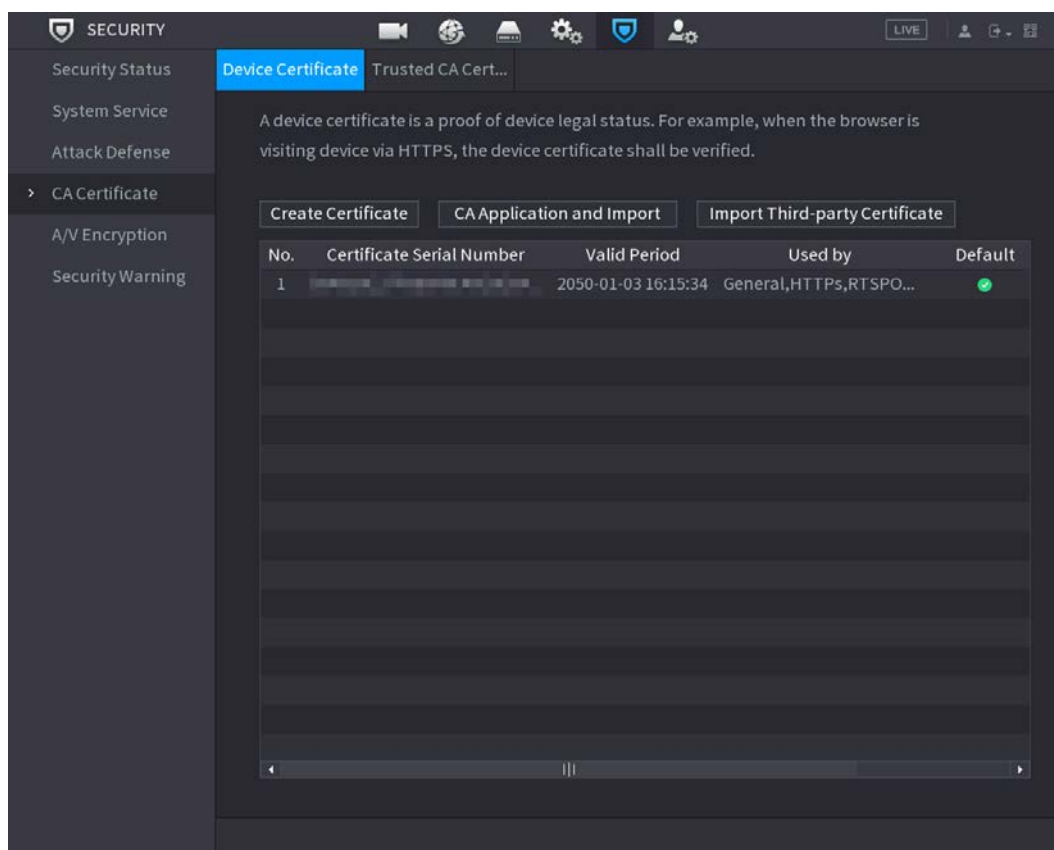 SECURITY
LIVE
Security Status
System Service
Attack Defense
CA Certificate
A/V Encryption
Security Warning
Device Certificate
Trusted CA Cert...
A device certificate is a proof of device legal status. For example, when the browser is
visiting device via HTTPS, the device certificate shall be verified.
Create Certificate
CA Application and Import
Import Third-party Certificate
No. Certificate Serial Number Valid Period Used by Default
1 2050-01-03 16:15:34 General,HTTPs,RTSPO...